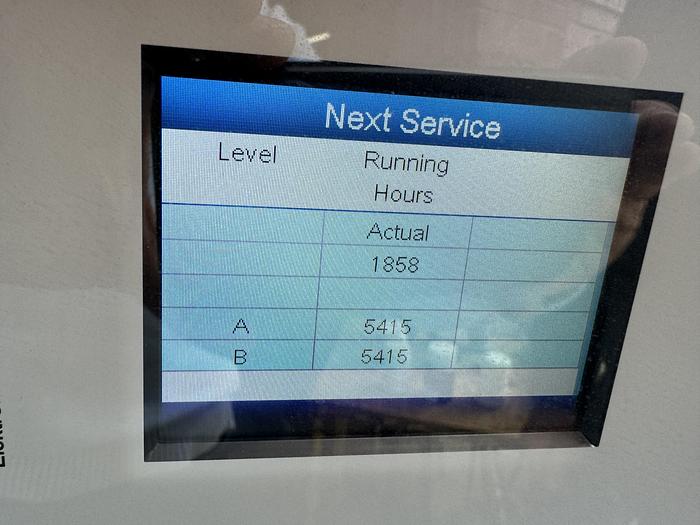 Next Service
Level Running
Hours
Actual
1858
A 5415
B 5415